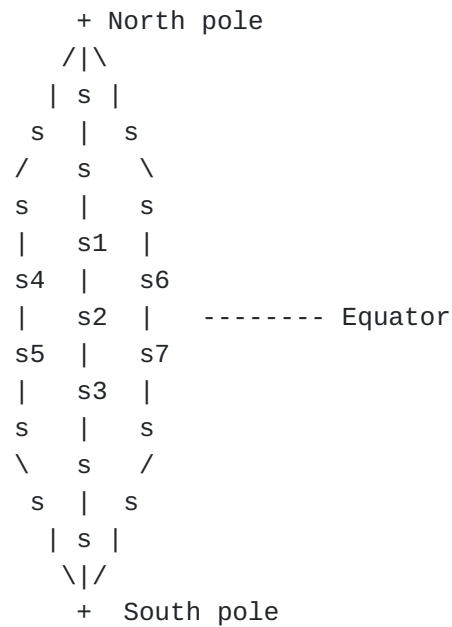 + North pole
   /|\
  | s |
 s  |  s
/   s   \
s   |   s
|   s1  |
s4  |   s6
|   s2  |   -------- Equator
s5  |   s7
|   s3  |
s   |   s
\   s   /
 s  |  s
  | s |
   \|/
    +  South pole